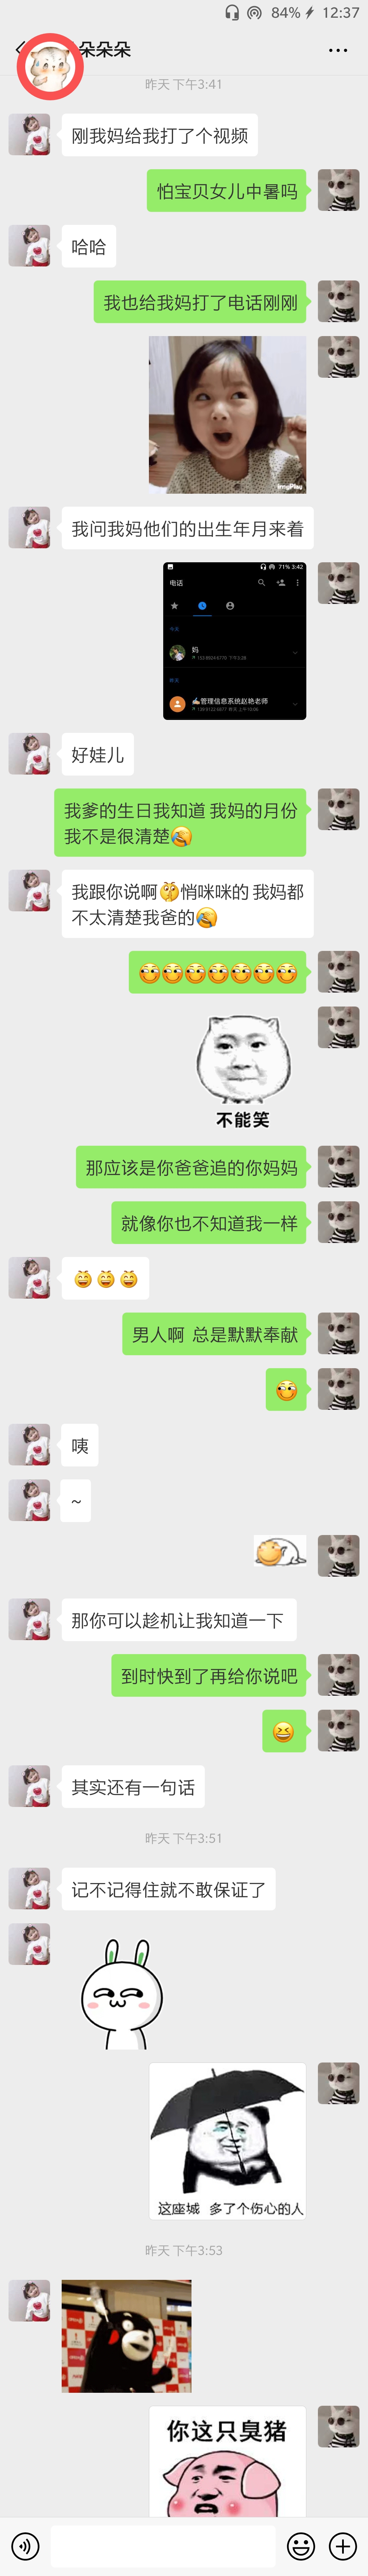 84% 12:37
朵朵朵
昨天 下午3:41
刚我妈给我打了个视频
怕宝贝女儿中暑吗
哈哈
我也给我妈打了电话刚刚
ImgPlay
我问我妈他们的出生年月来着
71% 3:42
电话
今天
妈
昨天
管理信息系统赵艳老师
好娃儿
我爹的生日我知道 我妈的月份
我不是很清楚😂
我跟你说啊🤫悄咪咪的 我妈都
不太清楚我爸的😂
不能笑
那应该是你爸爸追的你妈妈
就像你也不知道我一样
😄😄😄
男人啊 总是默默奉献
咦
~
那你可以趁机让我知道一下
到时快到了再给你说吧
😆
其实还有一句话
昨天 下午3:51
记不记得住就不敢保证了
这座城 多了个伤心的人
昨天 下午3:53
你这只臭猪